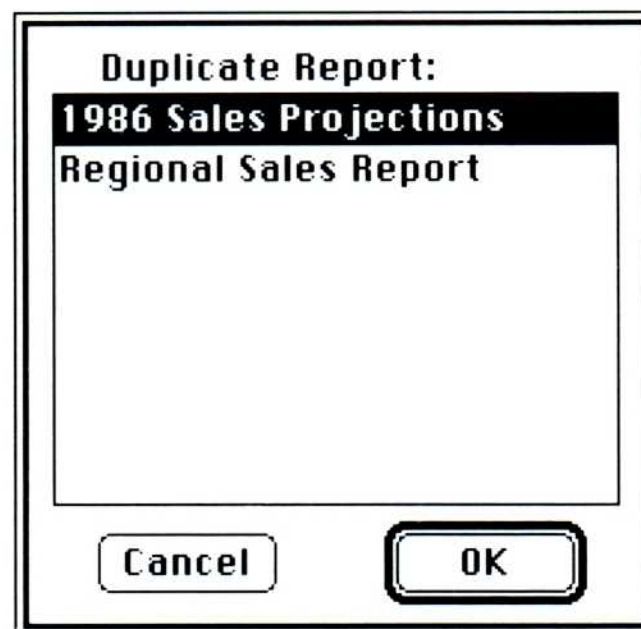 Duplicate Report:
1986 Sales Projections
Regional Sales Report
Cancel
OK